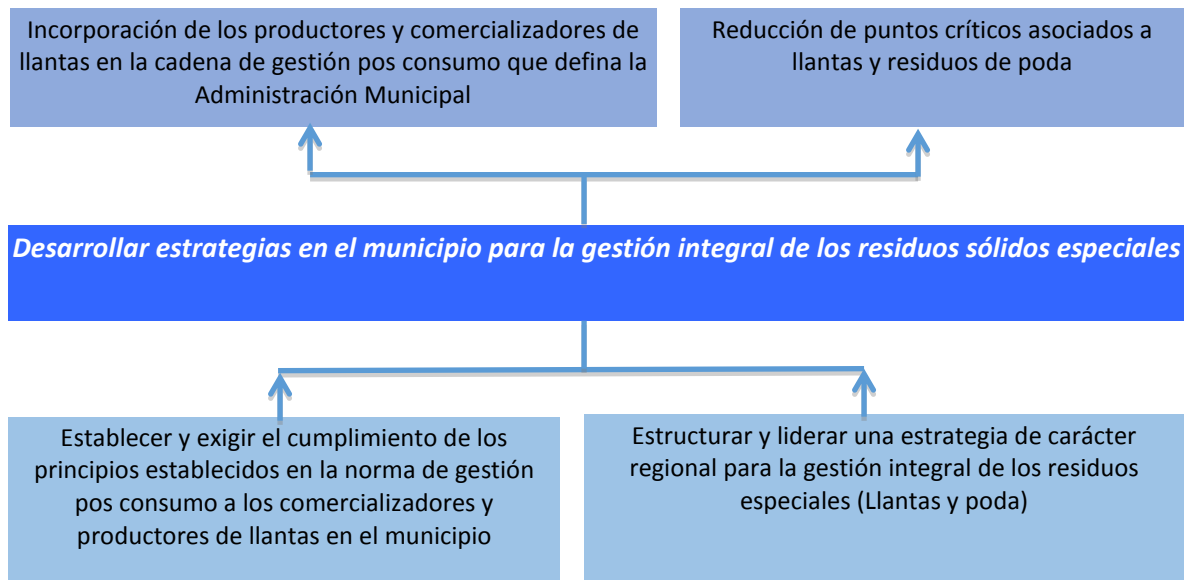 Incorporación de los productores y comercializadores de
llantas en la cadena de gestión pos consumo que defina la
Administración Municipal
Reducción de puntos críticos asociados a
llantas y residuos de poda
Desarrollar estrategias en el municipio para la gestión integral de los residuos sólidos especiales
Establecer y exigir el cumplimiento de los
principios establecidos en la norma de gestión
pos consumo a los comercializadores y
productores de llantas en el municipio
Estructurar y liderar una estrategia de carácter
regional para la gestión integral de los residuos
especiales (Llantas y poda)